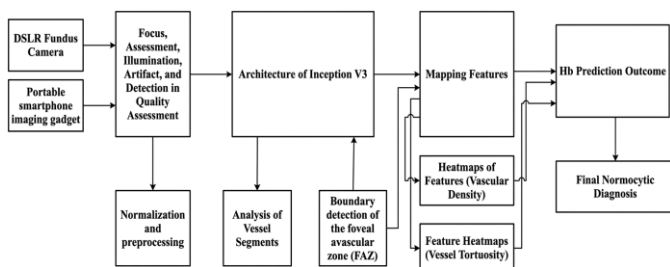 DSLR Fundus
Camera
Portable
smartphone
imaging gadget
Focus,
Assessment,
Illumination,
Artifact, and
Detection in
Quality
Assessment
Architecture of Inception V3
Mapping Features
Hb Prediction Outcome
Normalization
and
preprocessing
Analysis of
Vessel
Segments
Boundary
detection of
the foveal
avascular
zone (FAZ)
Heatmaps of
Features (Vascular
Density)
Feature Heatmaps
(Vessel Tortuosity)
Final Normocytic
Diagnosis